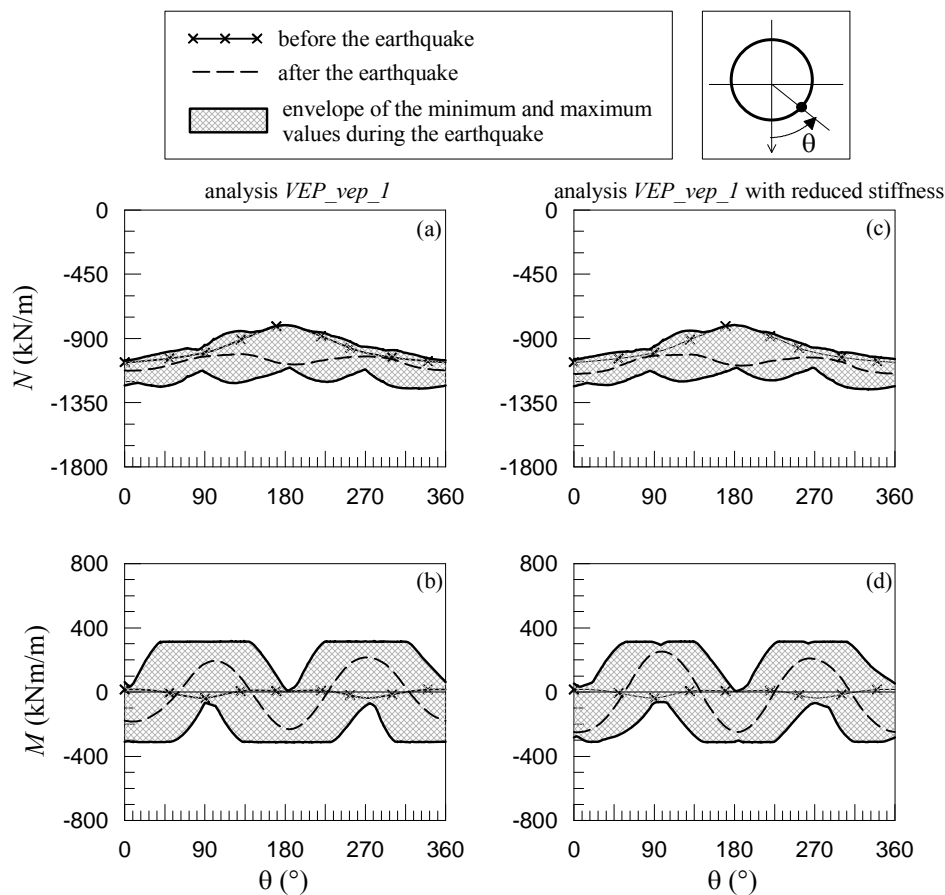 before the earthquake
after the earthquake
envelope of the minimum and maximum
values during the earthquake
θ
analysis VEP_vep_1
analysis VEP_vep_1 with reduced stiffness
(a)
0
-450
-900
-1350
-1800
N (kN/m)
0 90 180 270 360
(c)
0
-450
-900
-1350
-1800
0 90 180 270 360
(b)
800
400
0
-400
-800
M (kNm/m)
0 90 180 270 360
θ (°)
(d)
800
400
0
-400
-800
0 90 180 270 360
θ (°)